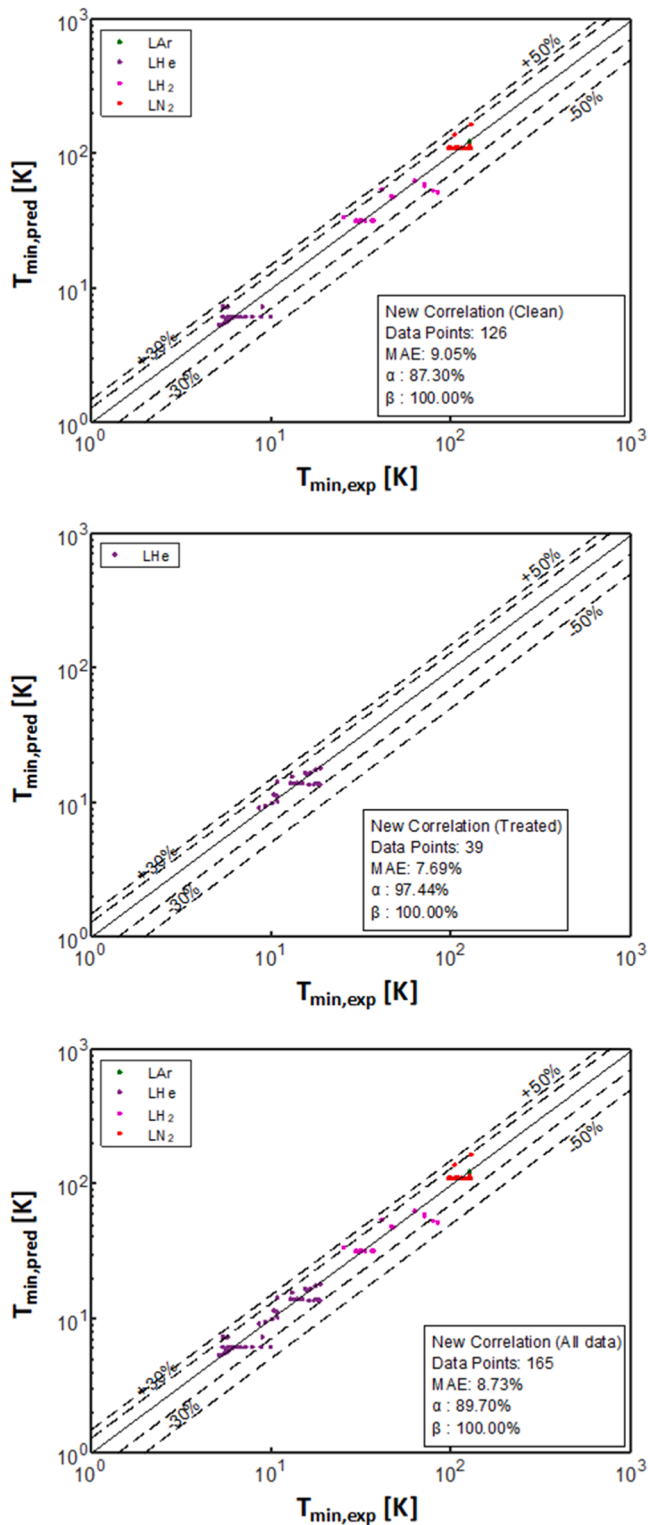 10³
LAr
LHe
LH₂
LN₂
+50%
-50%
10²
T_min,pred [K]
10¹
+30%
-30%
New Correlation (Clean)
Data Points: 126
MAE: 9.05%
α : 87.30%
β : 100.00%
10⁰
10⁰ 10¹ 10² 10³
T_min,exp [K]
10³
LHe
+50%
-50%
10²
T_min,pred [K]
10¹
+30%
-30%
New Correlation (Treated)
Data Points: 39
MAE: 7.69%
α : 97.44%
β : 100.00%
10⁰
10⁰ 10¹ 10² 10³
T_min,exp [K]
10³
LAr
LHe
LH₂
LN₂
+50%
-50%
10²
T_min,pred [K]
10¹
+30%
-30%
New Correlation (All data)
Data Points: 165
MAE: 8.73%
α : 89.70%
β : 100.00%
10⁰
10⁰ 10¹ 10² 10³
T_min,exp [K]